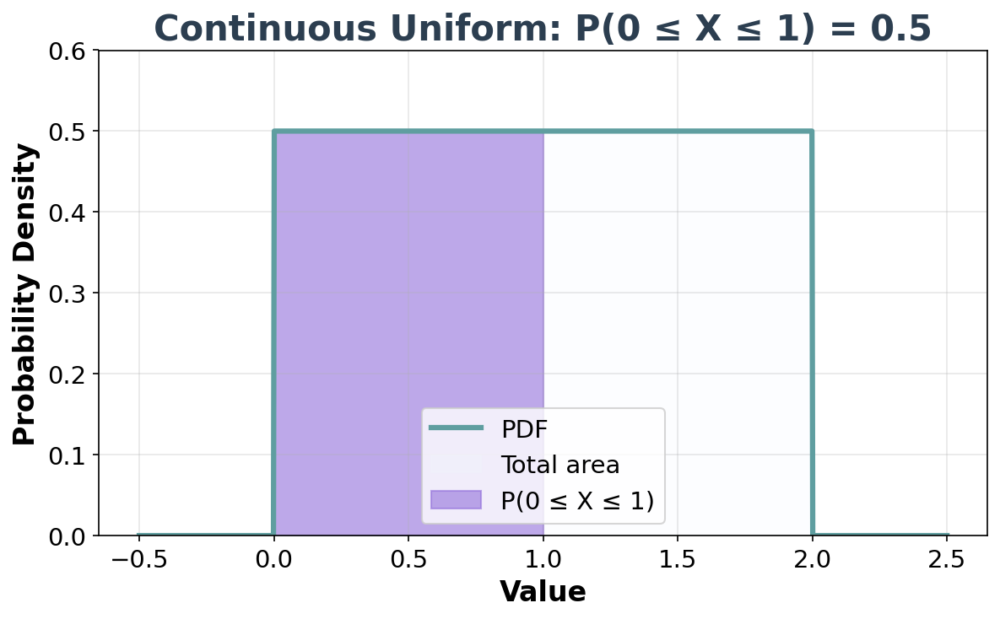 Continuous Uniform: P(0 ≤ X ≤ 1) = 0.5
0.6
0.5
0.4
0.3
0.2
0.1
0.0
Probability Density
PDF
Total area
P(0 ≤ X ≤ 1)
−0.5 0.0 0.5 1.0 1.5 2.0 2.5
Value